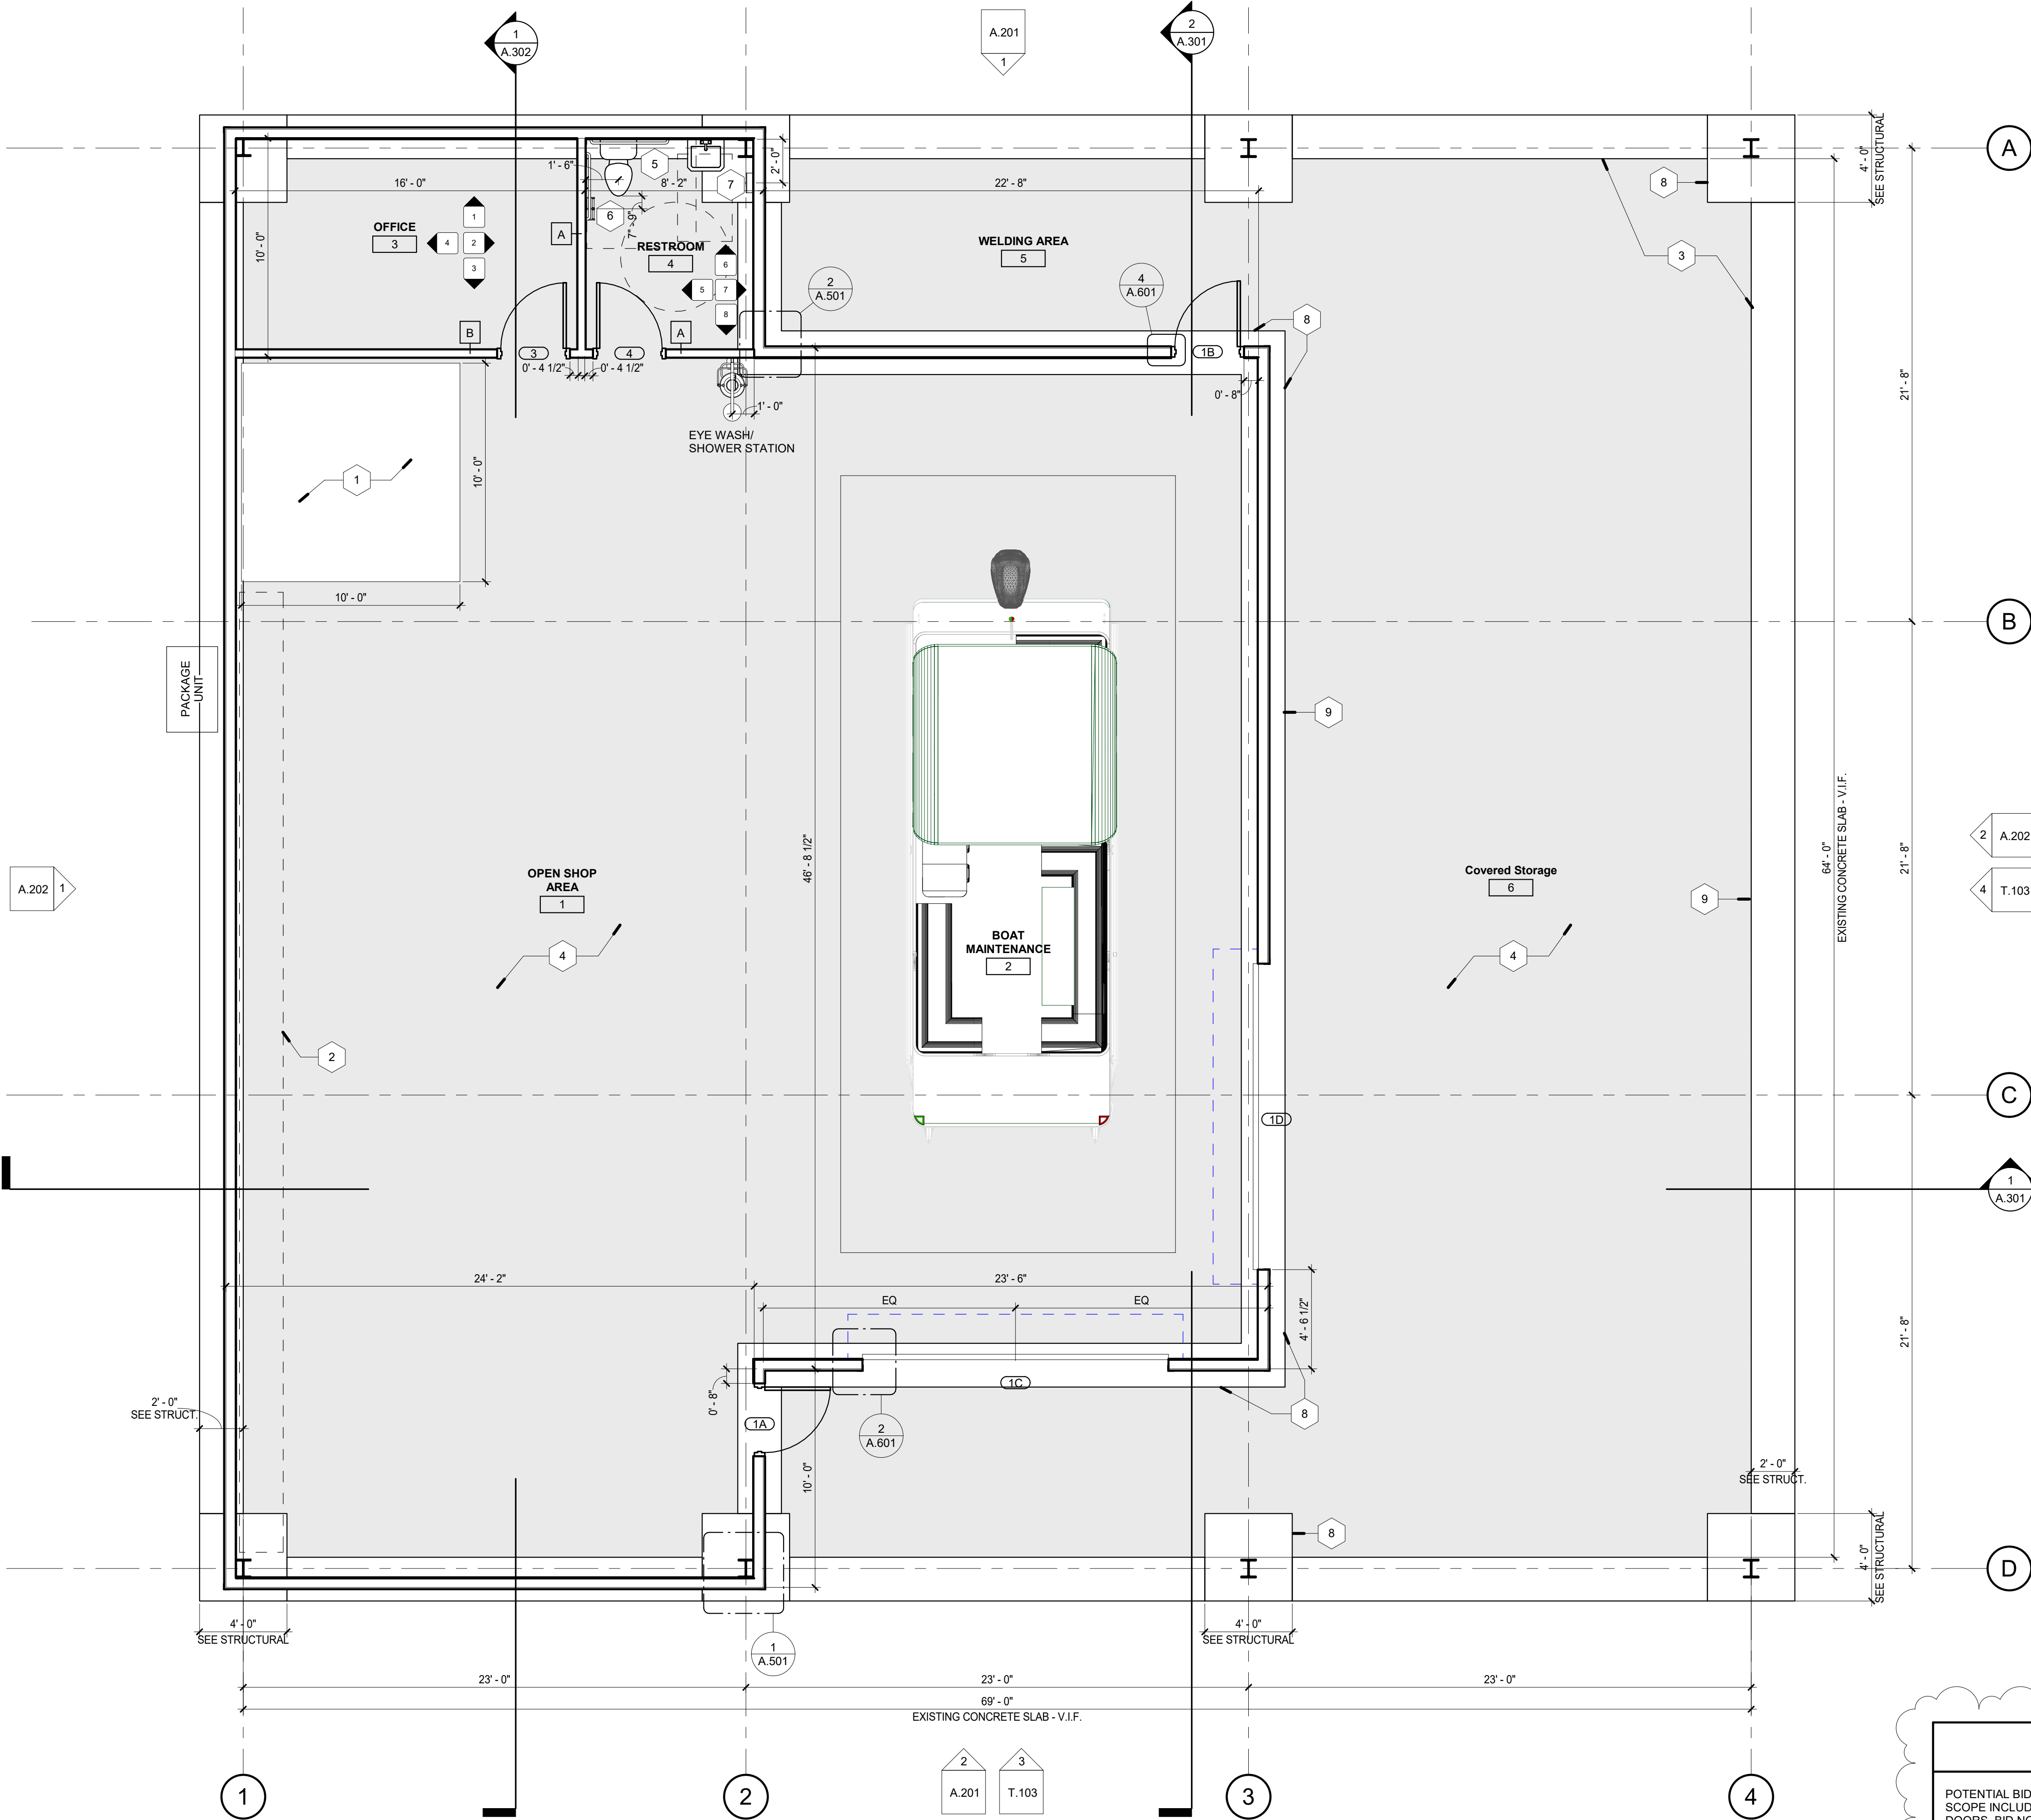 1
A.302
A.201
1
2
A.301
A
4' - 0"
SEE STRUCTURAL
1' - 6"
5
2' - 0"
16' - 0"
8' - 2"
7
22' - 8"
8
6
7" - 9"
OFFICE
3
1
4
2
3
A
10' - 0"
RESTROOM
4
6
5
7
8
WELDING AREA
5
3
2
A.501
4
A.601
8
B
A
3
4
1B
0' - 4 1/2"
0' - 4 1/2"
0' - 8"
1' - 0"
21' - 8"
EYE WASH/
SHOWER STATION
1
10' - 0"
10' - 0"
B
PACKAGE
UNIT
9
2
A.202
64' - 0"
EXISTING CONCRETE SLAB - V.I.F.
21' - 8"
46' - 8 1/2"
A.202
1
OPEN SHOP
AREA
1
Covered Storage
6
4
T.103
9
4
BOAT
MAINTENANCE
2
4
2
C
1D
1
A.301
24' - 2"
23' - 6"
EQ
EQ
4' - 6 1/2"
21' - 8"
1C
0' - 8"
2' - 0"
SEE STRUCT.
1A
2
A.601
8
10' - 0"
2' - 0"
SEE STRUCT.
8
4' - 0"
SEE STRUCTURAL
D
4' - 0"
SEE STRUCTURAL
4' - 0"
SEE STRUCTURAL
1
A.501
23' - 0"
23' - 0"
23' - 0"
69' - 0"
EXISTING CONCRETE SLAB - V.I.F.
2
A.201
3
T.103
1
2
3
4
POTENTIAL BID
SCOPE INCLUD
DOORS. BID NO